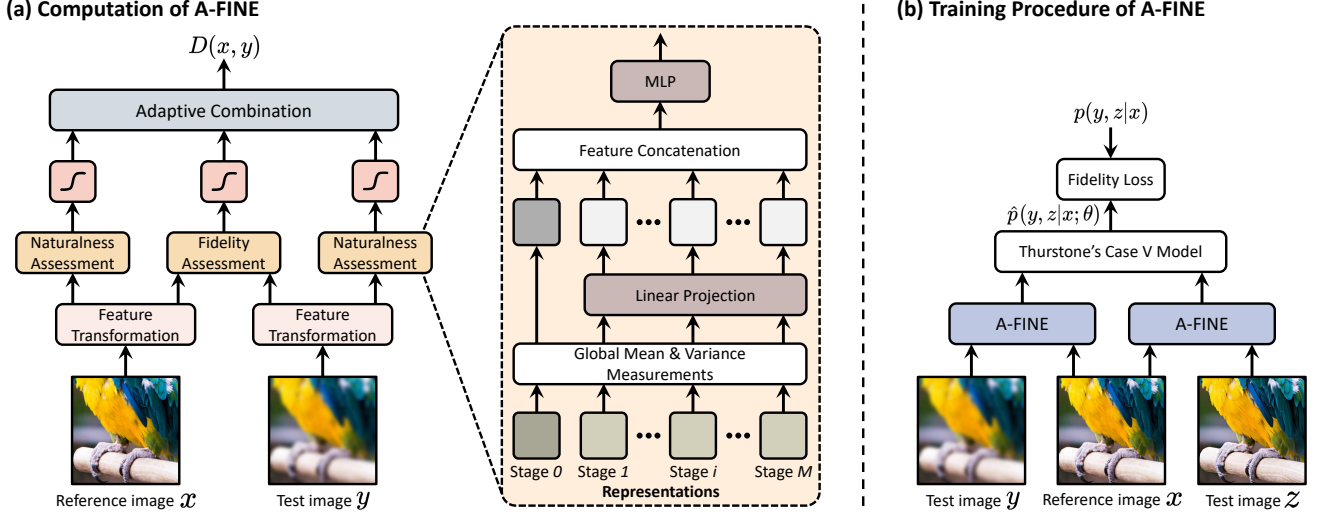 (a) Computation of A-FINE
D(x, y)
Adaptive Combination
Naturalness Assessment
Fidelity Assessment
Naturalness Assessment
Feature Transformation
Feature Transformation
Reference image x
Test image y
MLP
Feature Concatenation
Linear Projection
Global Mean & Variance
Measurements
Stage 0 Stage 1 Stage i Stage M
Representations
(b) Training Procedure of A-FINE
p(y, z|x)
Fidelity Loss
p̂(y, z|x; θ)
Thurstone's Case V Model
A-FINE
A-FINE
Test image y
Reference image x
Test image z